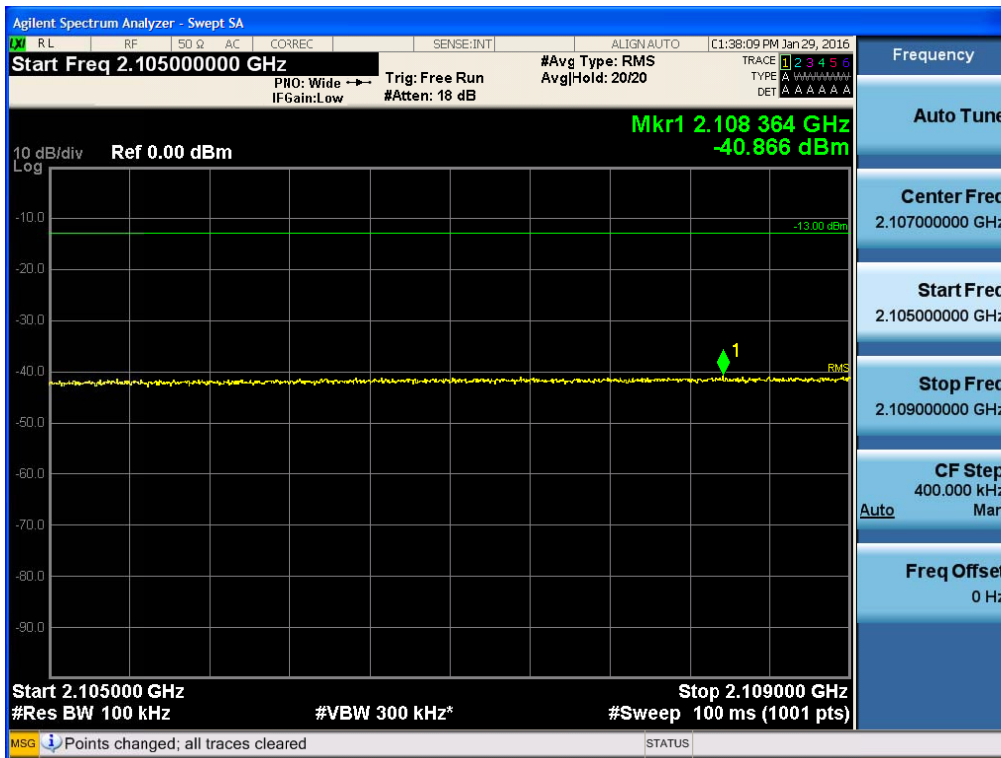 Agilent Spectrum Analyzer - Swept SA
LXI RL RF 50 Ω AC CORREC SENSE:INT ALIGN AUTO 01:38:09 PM Jan 29, 2016
Start Freq 2.105000000 GHz
PNO: Wide
IFGain:Low
Trig: Free Run
#Atten: 18 dB
#Avg Type: RMS
Avg|Hold: 20/20
TRACE 1 2 3 4 5 6
TYPE A
DET A A A A A A
Mkr1 2.108 364 GHz
-40.866 dBm
10 dB/div Ref 0.00 dBm
Log
-10.0
-13.00 dBm
-20.0
-30.0
1
-40.0
RMS
-50.0
-60.0
-70.0
-80.0
-90.0
Start 2.105000 GHz Stop 2.109000 GHz
#Res BW 100 kHz #VBW 300 kHz* #Sweep 100 ms (1001 pts)
MSG Points changed; all traces cleared STATUS
Frequency
Auto Tune
Center Freq
2.107000000 GHz
Start Freq
2.105000000 GHz
Stop Freq
2.109000000 GHz
CF Step
400.000 kHz
Auto Man
Freq Offset
0 Hz